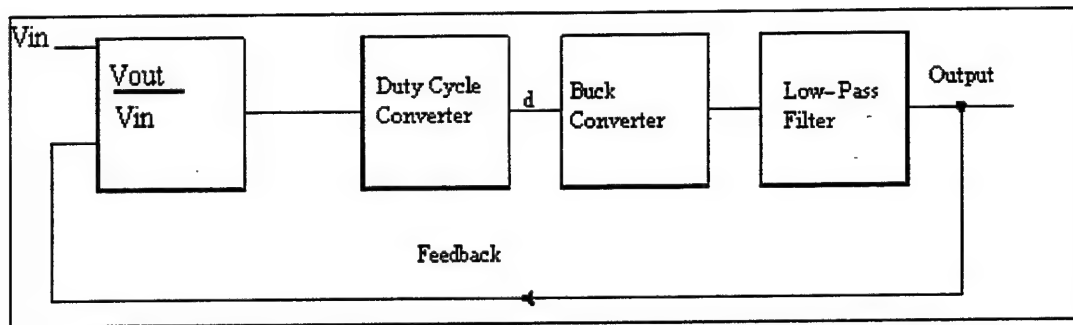 Vin
Vout
Vin
Duty Cycle
Converter
d
Buck
Converter
Low-Pass
Filter
Output
Feedback